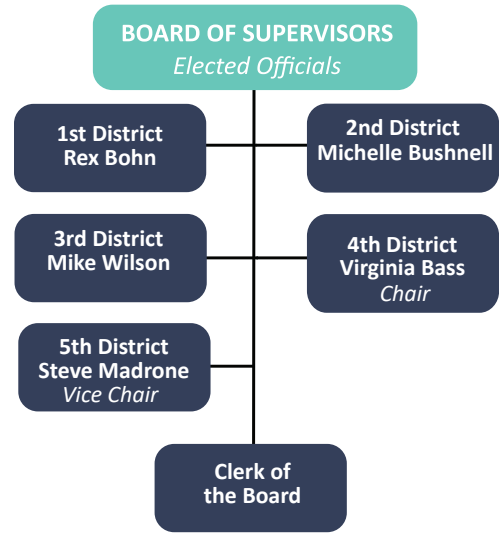 BOARD OF SUPERVISORS
Elected Officials
1st District
Rex Bohn
2nd District
Michelle Bushnell
3rd District
Mike Wilson
4th District
Virginia Bass
Chair
5th District
Steve Madrone
Vice Chair
Clerk of
the Board